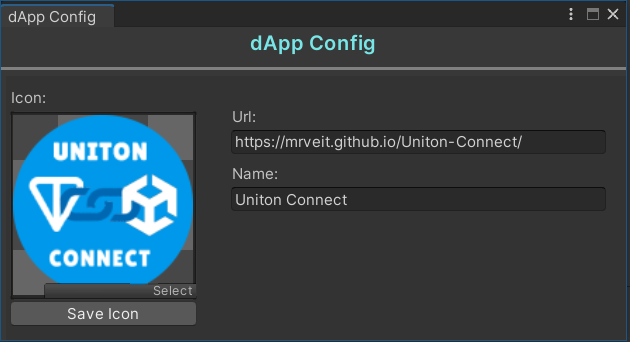 dApp Config
dApp Config
Icon:
UNITON
CONNECT
Select
Save Icon
Url:
https://mrveit.github.io/Uniton-Connect/
Name:
Uniton Connect